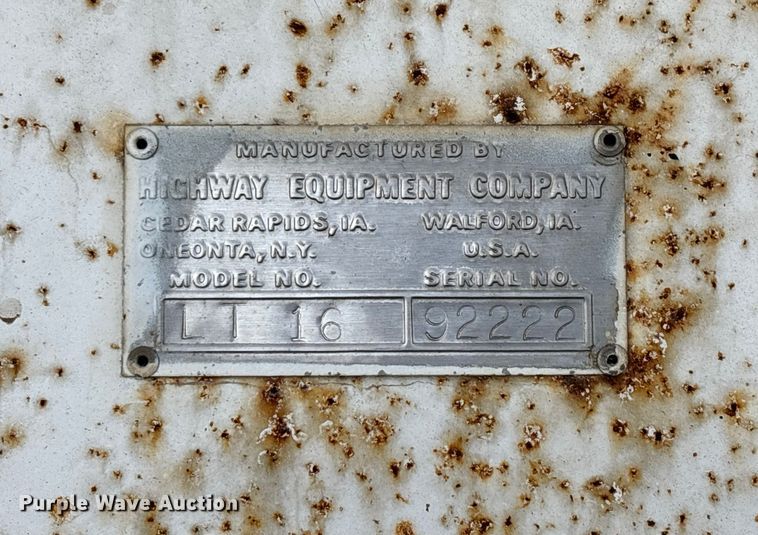 MANUFACTURED BY
HIGHWAY EQUIPMENT COMPANY
CEDAR RAPIDS, IA. WALFORD, IA.
ONEONTA, N.Y. U.S.A.
MODEL NO. SERIAL NO.
LT 16 92222
Purple Wave Auction